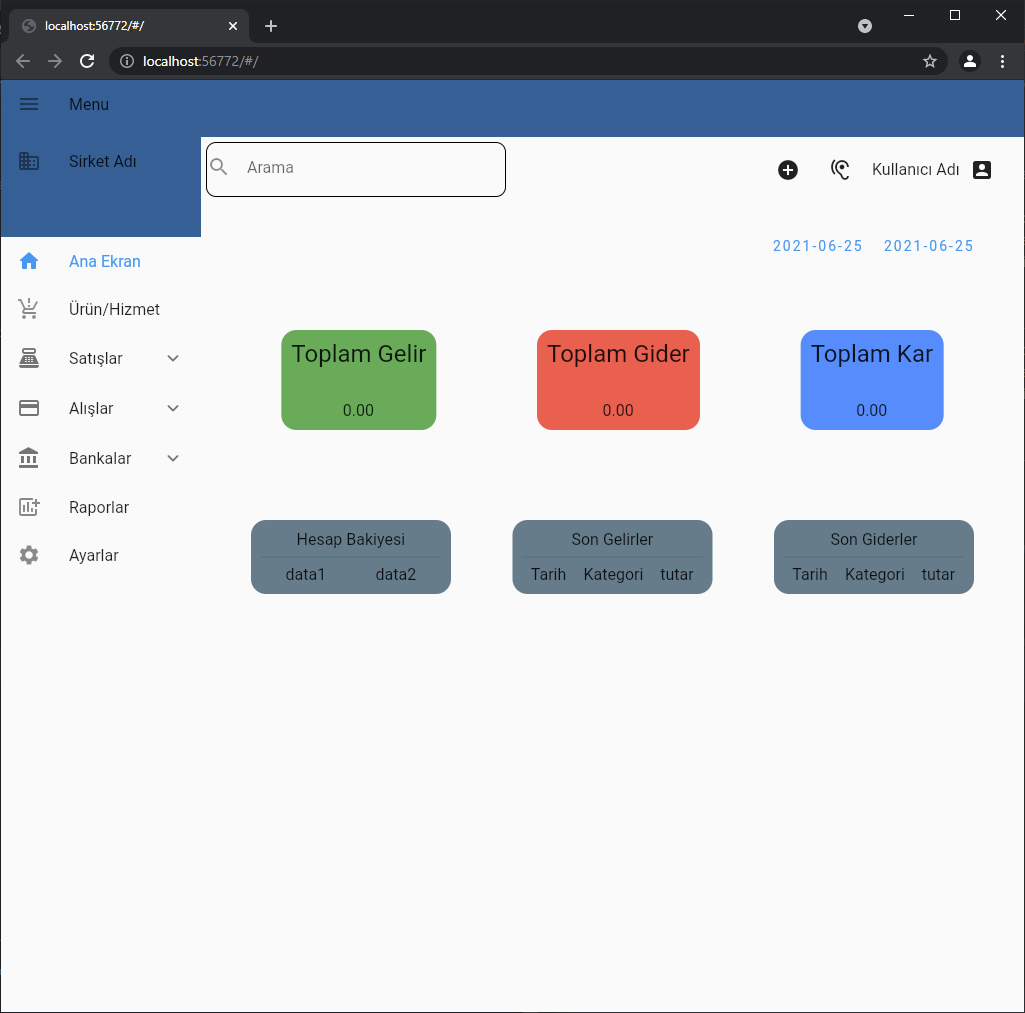 localhost:56772/#/
localhost:56772/#/
Menu
Sirket Adı
Arama
Kullanıcı Adı
2021-06-25 2021-06-25
Ana Ekran
Ürün/Hizmet
Satışlar
Alışlar
Bankalar
Raporlar
Ayarlar
Toplam Gelir
0.00
Toplam Gider
0.00
Toplam Kar
0.00
Hesap Bakiyesi
data1 data2
Son Gelirler
Tarih Kategori tutar
Son Giderler
Tarih Kategori tutar